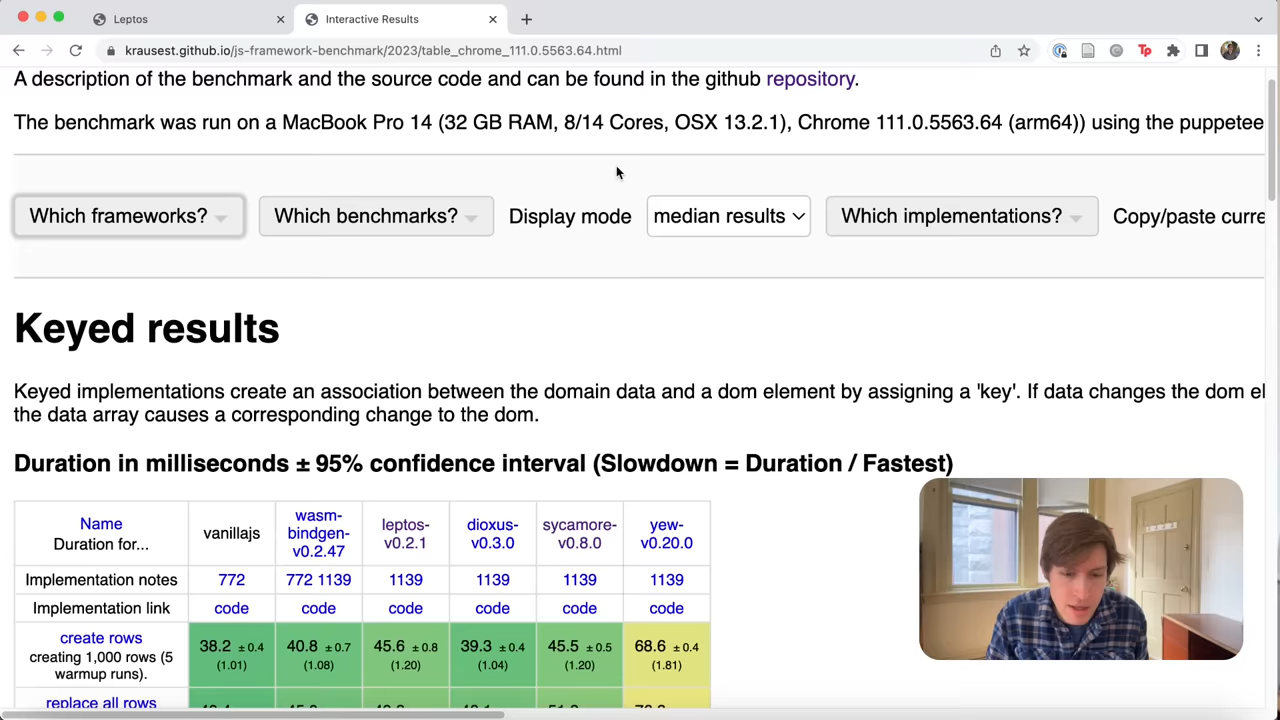 Leptos
Interactive Results
krausest.github.io/js-framework-benchmark/2023/table_chrome_111.0.5563.64.html
Tp
A description of the benchmark and the source code and can be found in the github repository.
The benchmark was run on a MacBook Pro 14 (32 GB RAM, 8/14 Cores, OSX 13.2.1), Chrome 111.0.5563.64 (arm64)) using the puppetee
Which frameworks? Which benchmarks? Display mode median results Which implementations? Copy/paste curre
Keyed results
Keyed implementations create an association between the domain data and a dom element by assigning a 'key'. If data changes the dom el
the data array causes a corresponding change to the dom.
Duration in milliseconds ± 95% confidence interval (Slowdown = Duration / Fastest)
Name
Duration for...
vanillajs
wasm-
bindgen-
v0.2.47
leptos-
v0.2.1
dioxus-
v0.3.0
sycamore-
v0.8.0
yew-
v0.20.0
Implementation notes 772 772 1139 1139 1139 1139 1139
Implementation link code code code code code code
create rows
creating 1,000 rows (5
warmup runs).
38.2 ± 0.4
(1.01)
40.8 ± 0.7
(1.08)
45.6 ± 0.8
(1.20)
39.3 ± 0.4
(1.04)
45.5 ± 0.5
(1.20)
68.6 ± 0.4
(1.81)
replace all rows